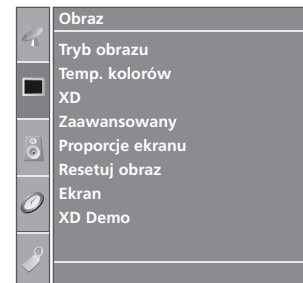 Obraz
Tryb obrazu
Temp. kolorów
XD
Zaawansowany
Proporcje ekranu
Resetuj obraz
Ekran
XD Demo